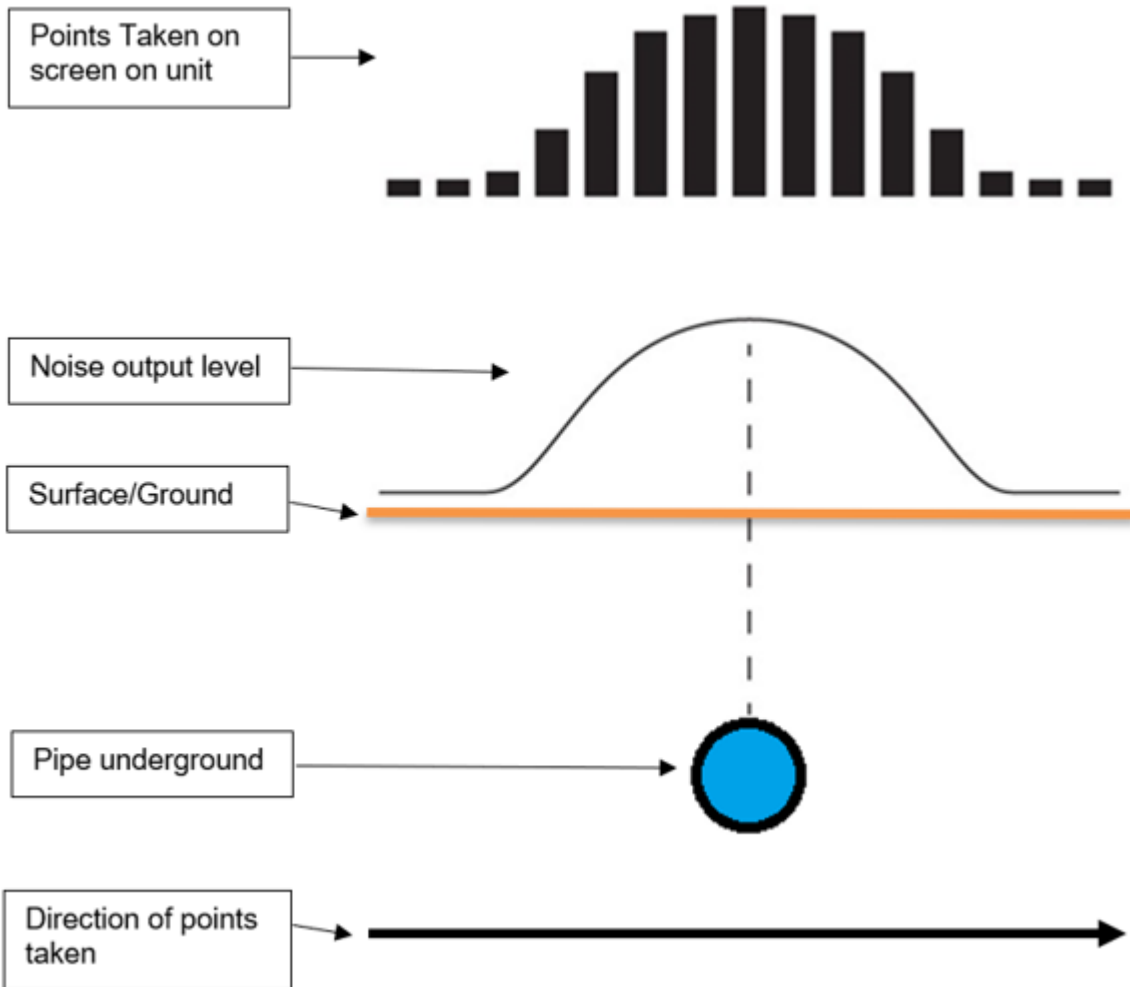 Points Taken on
screen on unit
Noise output level
Surface/Ground
Pipe underground
Direction of points
taken